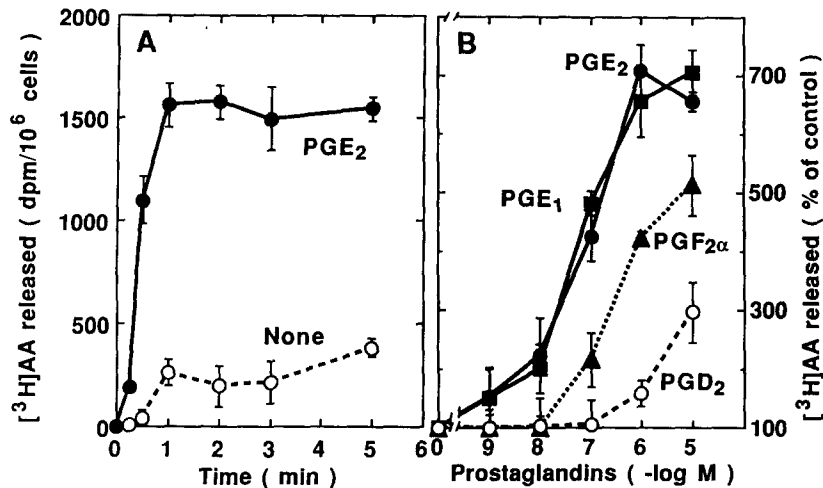 A
B
[³H]AA released ( dpm/10⁶ cells)
2000
1500
1000
500
0
PGE₂
None
0 1 2 3 4 5 6
Time ( min )
PGE₂
PGE₁
PGF₂α
PGD₂
700
500
300
100
[³H]AA released ( % of control)
0 9 8 7 6 5
Prostaglandins ( -log M )